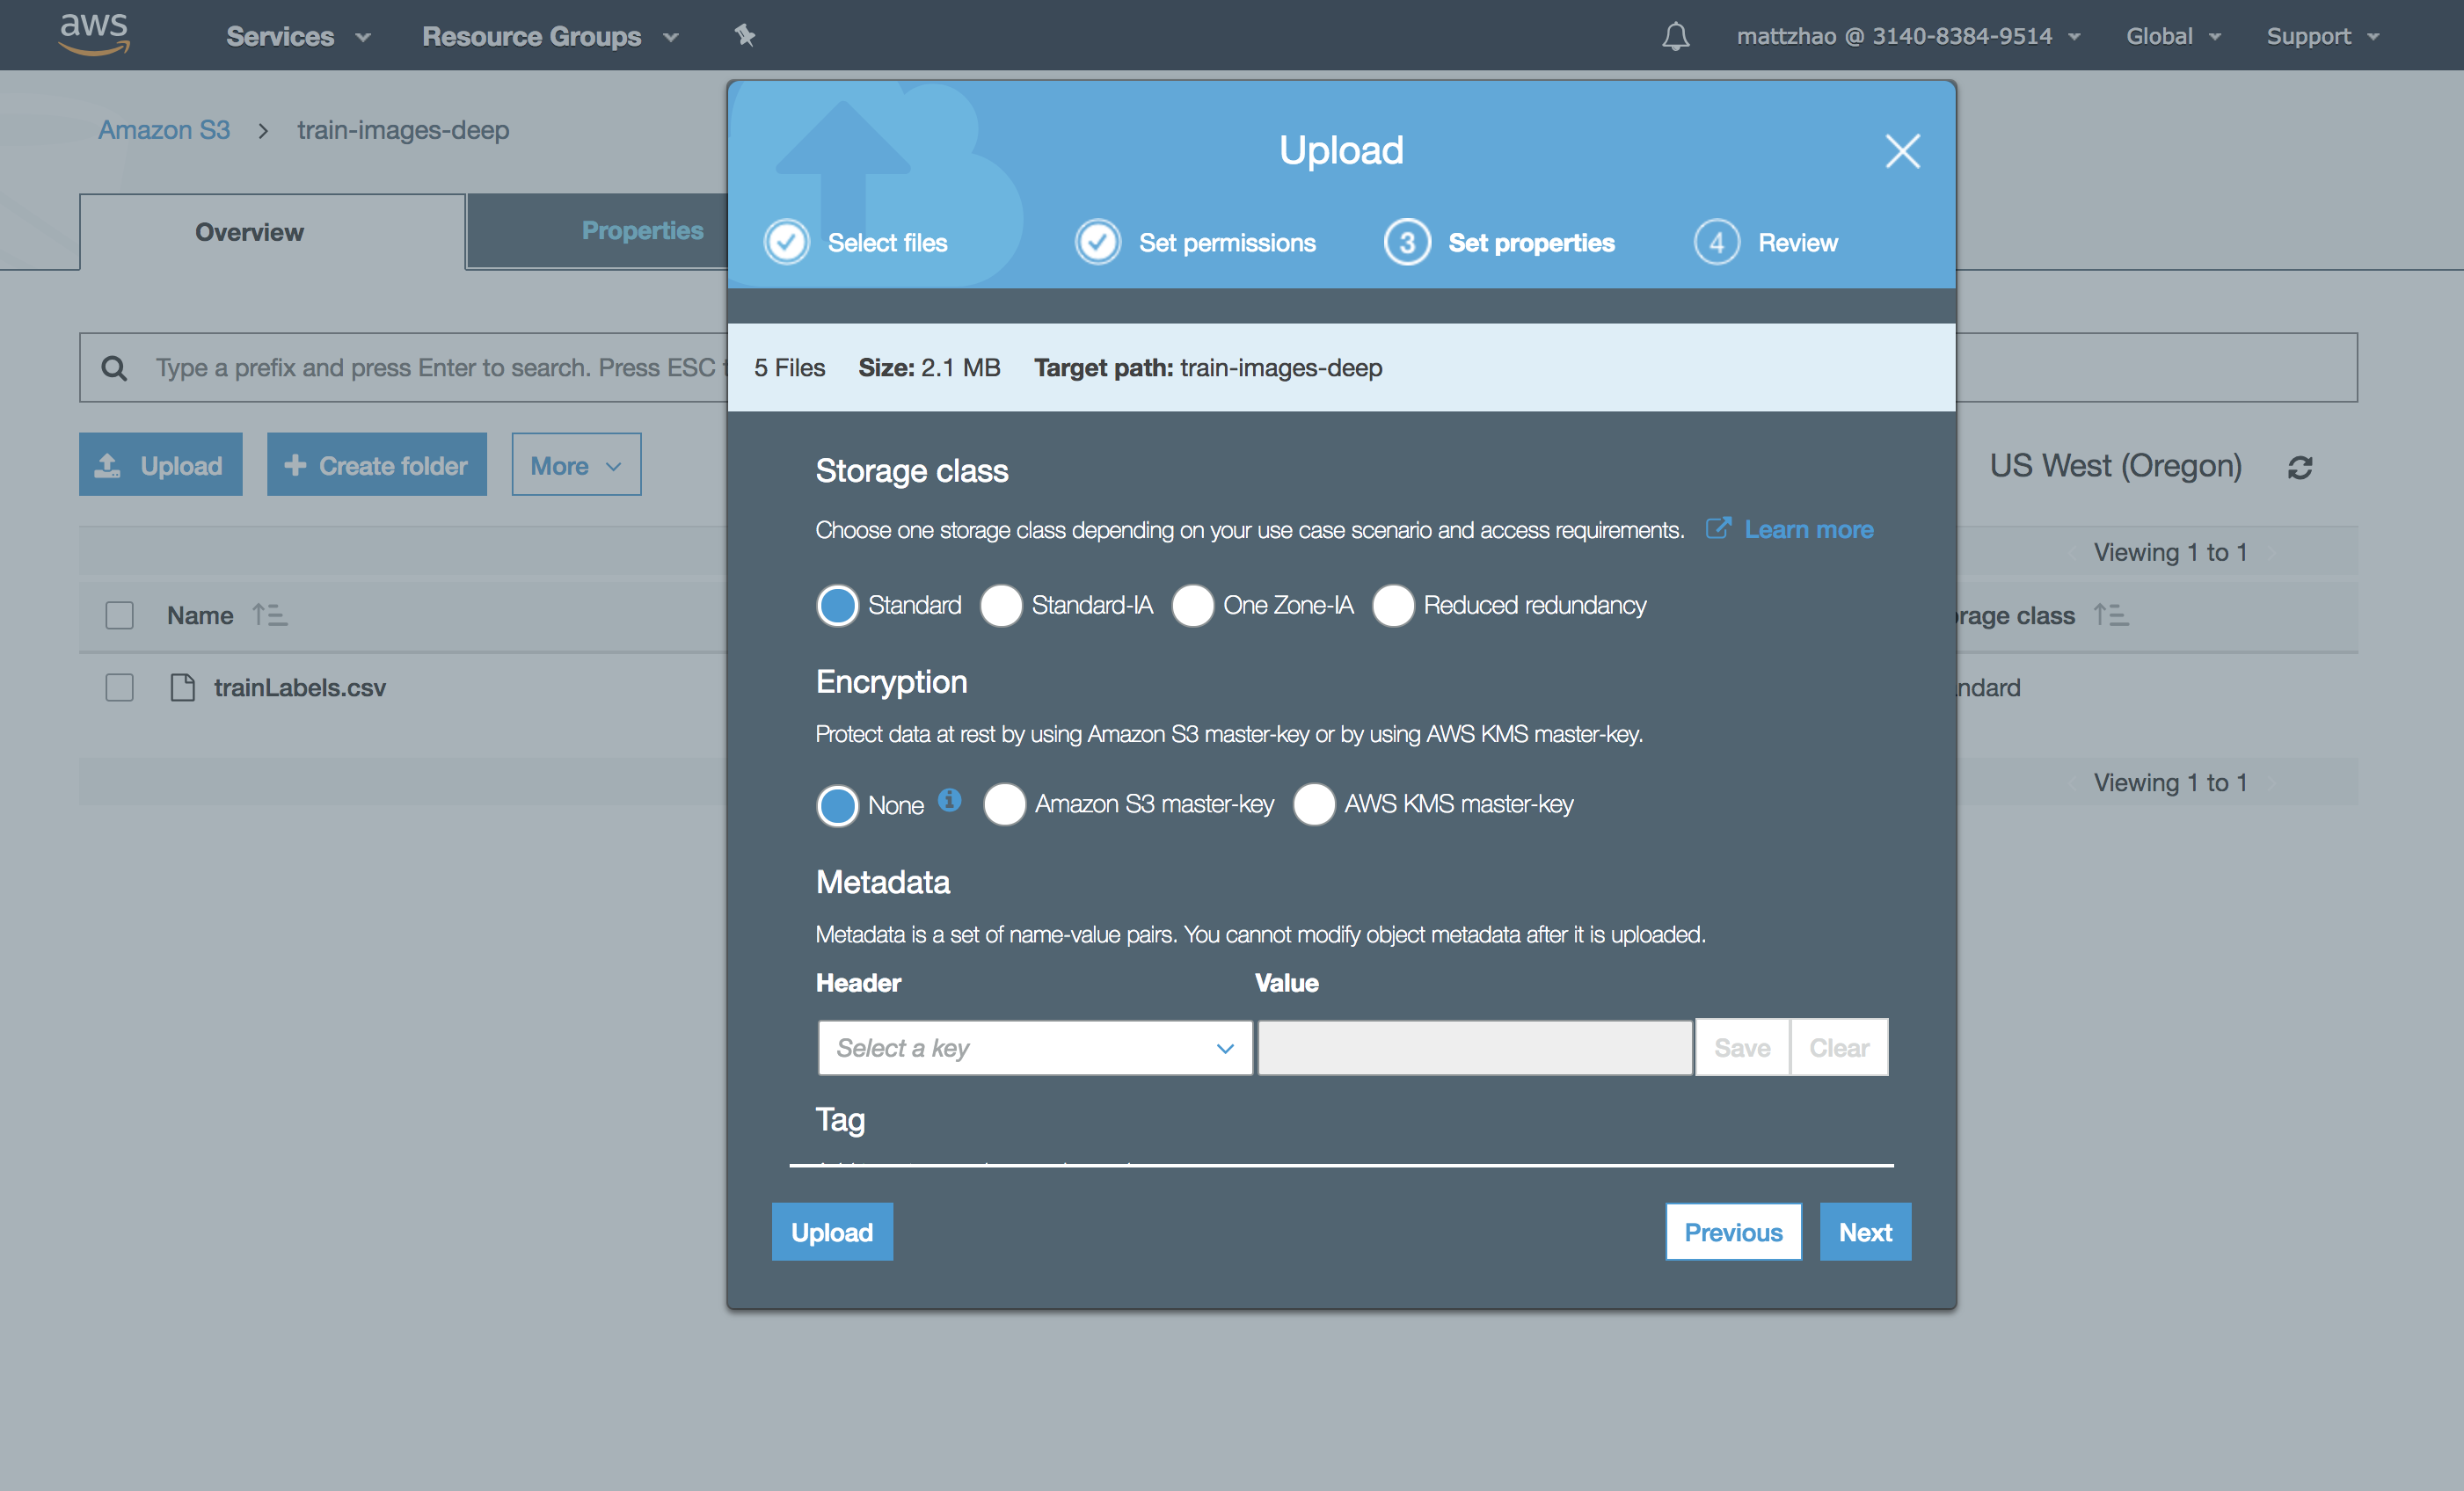 aws Services Resource Groups mattzhao @ 3140-8384-9514 Global Support
Amazon S3 > train-images-deep
Overview
Properties
Type a prefix and press Enter to search. Press ESC
Upload
Create folder
More
US West (Oregon)
Viewing 1 to 1
Name
rage class
trainLabels.csv
ndard
Viewing 1 to 1
Upload
Select files
Set permissions
3 Set properties
4 Review
5 Files Size: 2.1 MB Target path: train-images-deep
Storage class
Choose one storage class depending on your use case scenario and access requirements. Learn more
Standard Standard-IA One Zone-IA Reduced redundancy
Encryption
Protect data at rest by using Amazon S3 master-key or by using AWS KMS master-key.
None Amazon S3 master-key AWS KMS master-key
Metadata
Metadata is a set of name-value pairs. You cannot modify object metadata after it is uploaded.
Header Value
Select a key Save Clear
Tag
Upload Previous Next